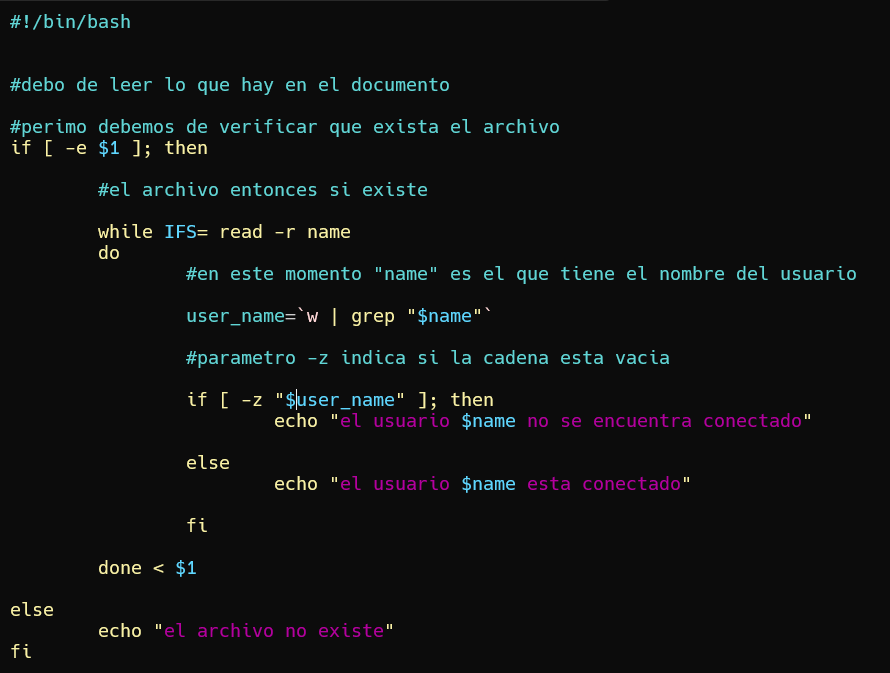 #!/bin/bash
#debo de leer lo que hay en el documento
#perimo debemos de verificar que exista el archivo
if [ -e $1 ]; then
#el archivo entonces si existe
while IFS= read -r name
do
#en este momento "name" es el que tiene el nombre del usuario
user_name=`w | grep "$name"`
#parametro -z indica si la cadena esta vacia
if [ -z "$user_name" ]; then
echo "el usuario $name no se encuentra conectado"
else
echo "el usuario $name esta conectado"
fi
done < $1
else
echo "el archivo no existe"
fi